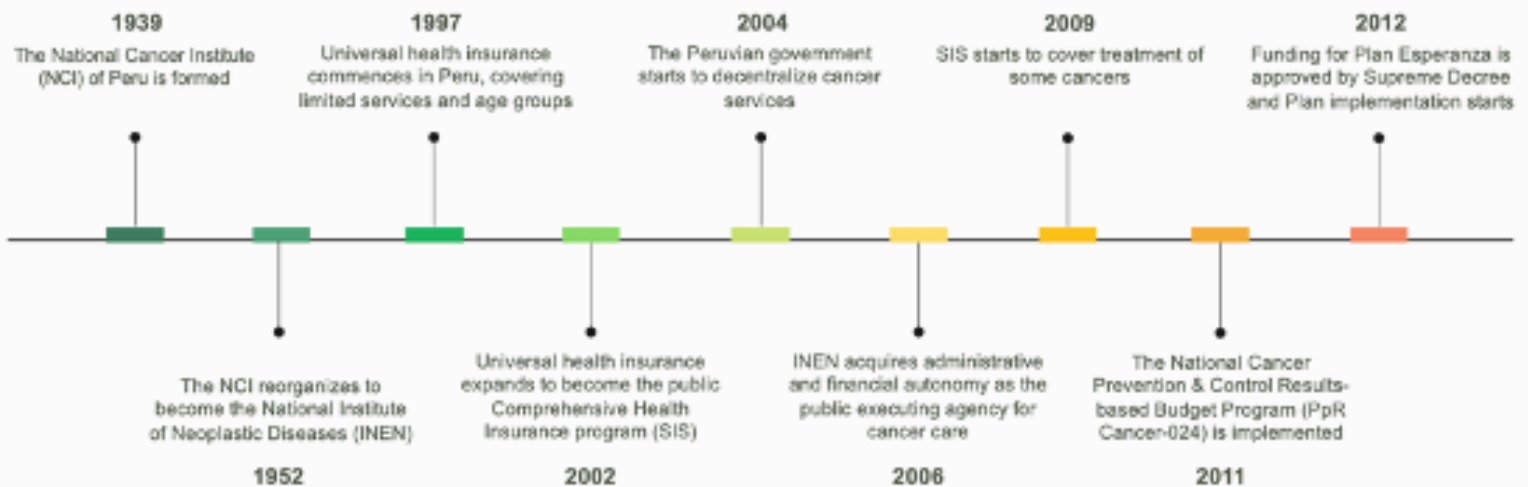 1939
The National Cancer Institute
(NCI) of Peru is formed
1997
Universal health insurance
commences in Peru, covering
limited services and age groups
2004
The Peruvian government
starts to decentralize cancer
services
2009
SIS starts to cover treatment of
some cancers
2012
Funding for Plan Esperanza is
approved by Supreme Decree
and Plan implementation starts
The NCI reorganizes to
become the National Institute
of Neoplastic Diseases (INEN)
1952
Universal health insurance
expands to become the public
Comprehensive Health
Insurance program (SIS)
2002
INEN acquires administrative
and financial autonomy as the
public executing agency for
cancer care
2006
The National Cancer
Prevention & Control Results-
based Budget Program (PpR
Cancer-024) is implemented
2011